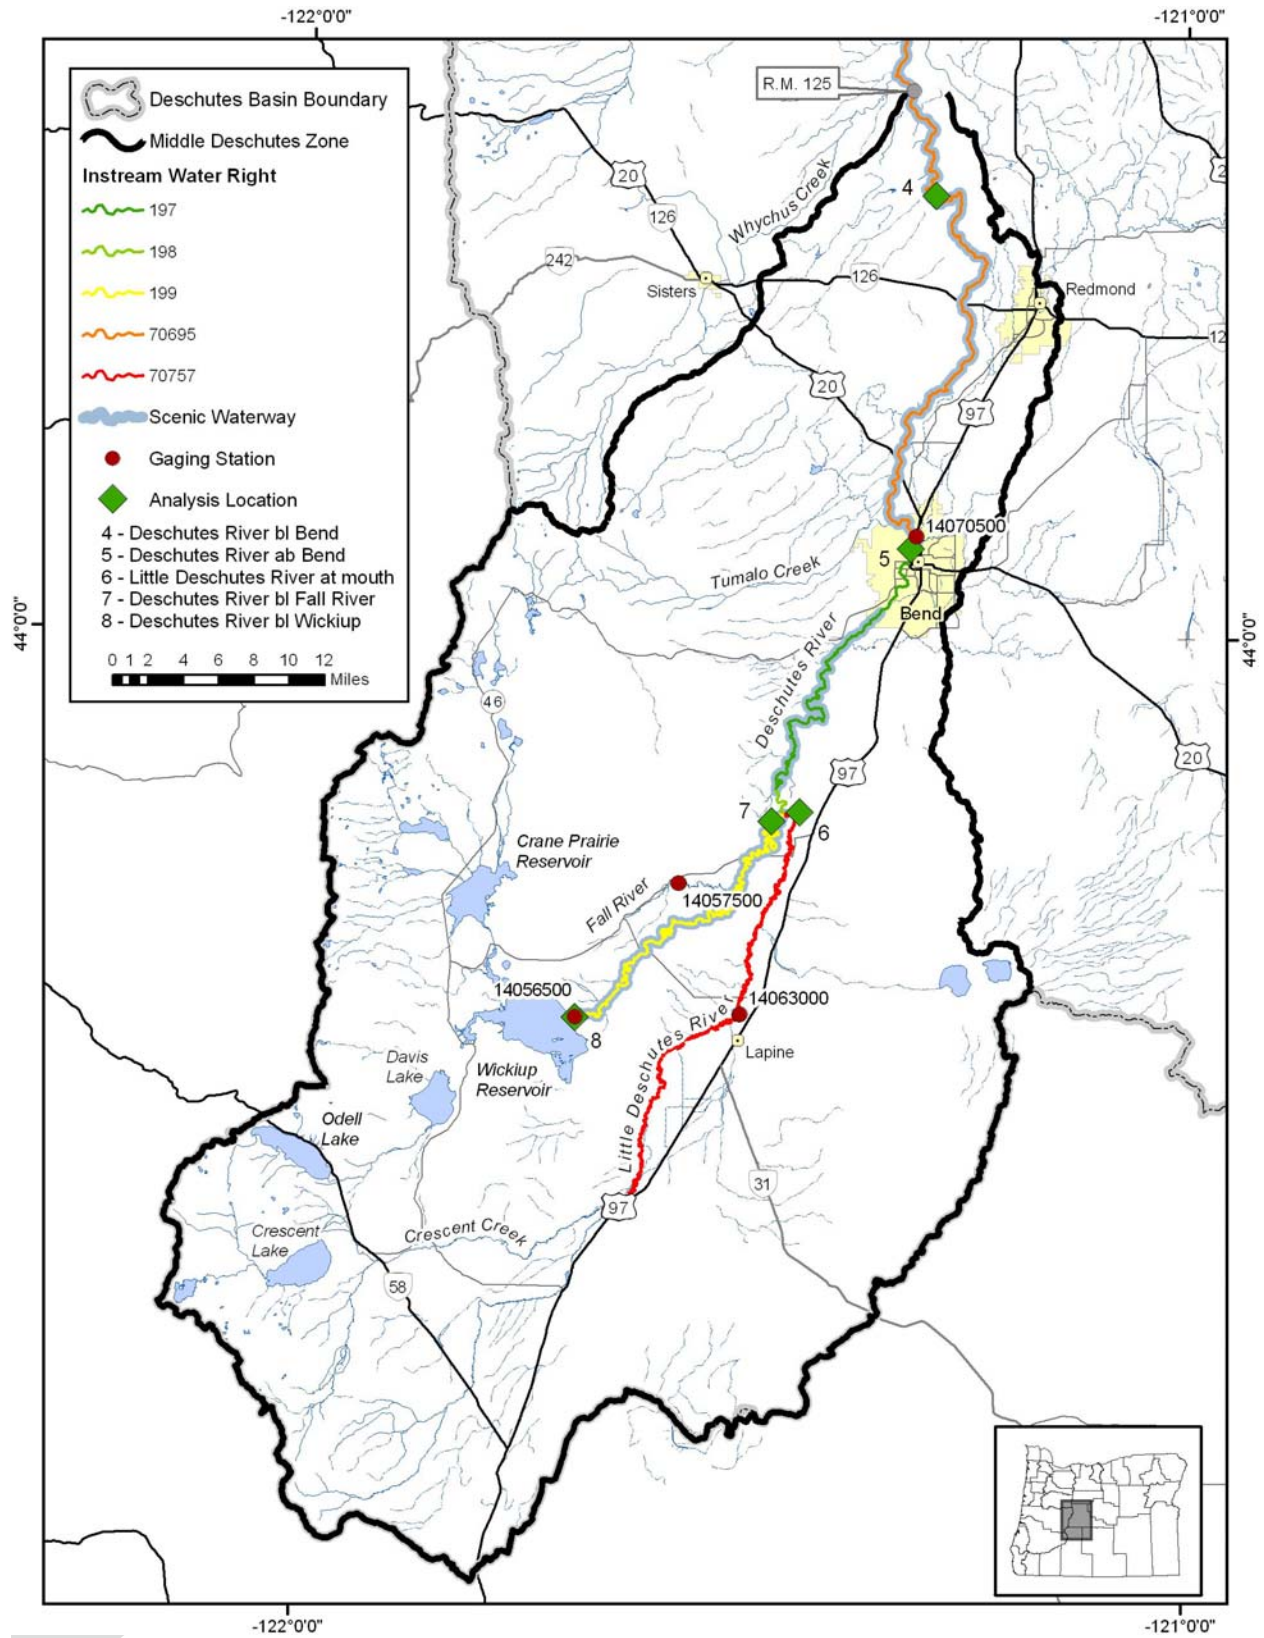 -122°0'0"
-121°0'0"
Deschutes Basin Boundary
Middle Deschutes Zone
Instream Water Right
197
198
199
70695
70757
Scenic Waterway
Gaging Station
Analysis Location
4 - Deschutes River bl Bend
5 - Deschutes River ab Bend
6 - Little Deschutes River at mouth
7 - Deschutes River bl Fall River
8 - Deschutes River bl Wickiup
0 1 2 4 6 8 10 12 Miles
R.M. 125
20
126
4
Whychus Creek
242
126
Sisters
Redmond
20
97
14070500
5
Tumalo Creek
Bend
44°0'0"
44°0'0"
Deschutes River
46
20
97
7
6
Crane Prairie
Reservoir
14057500
Fall River
14056500
14063000
8
Lapine
Davis
Lake
Wickiup
Reservoir
Little Deschutes River
Odell
Lake
31
97
Crescent
Lake
Crescent Creek
58
-122°0'0"
-121°0'0"